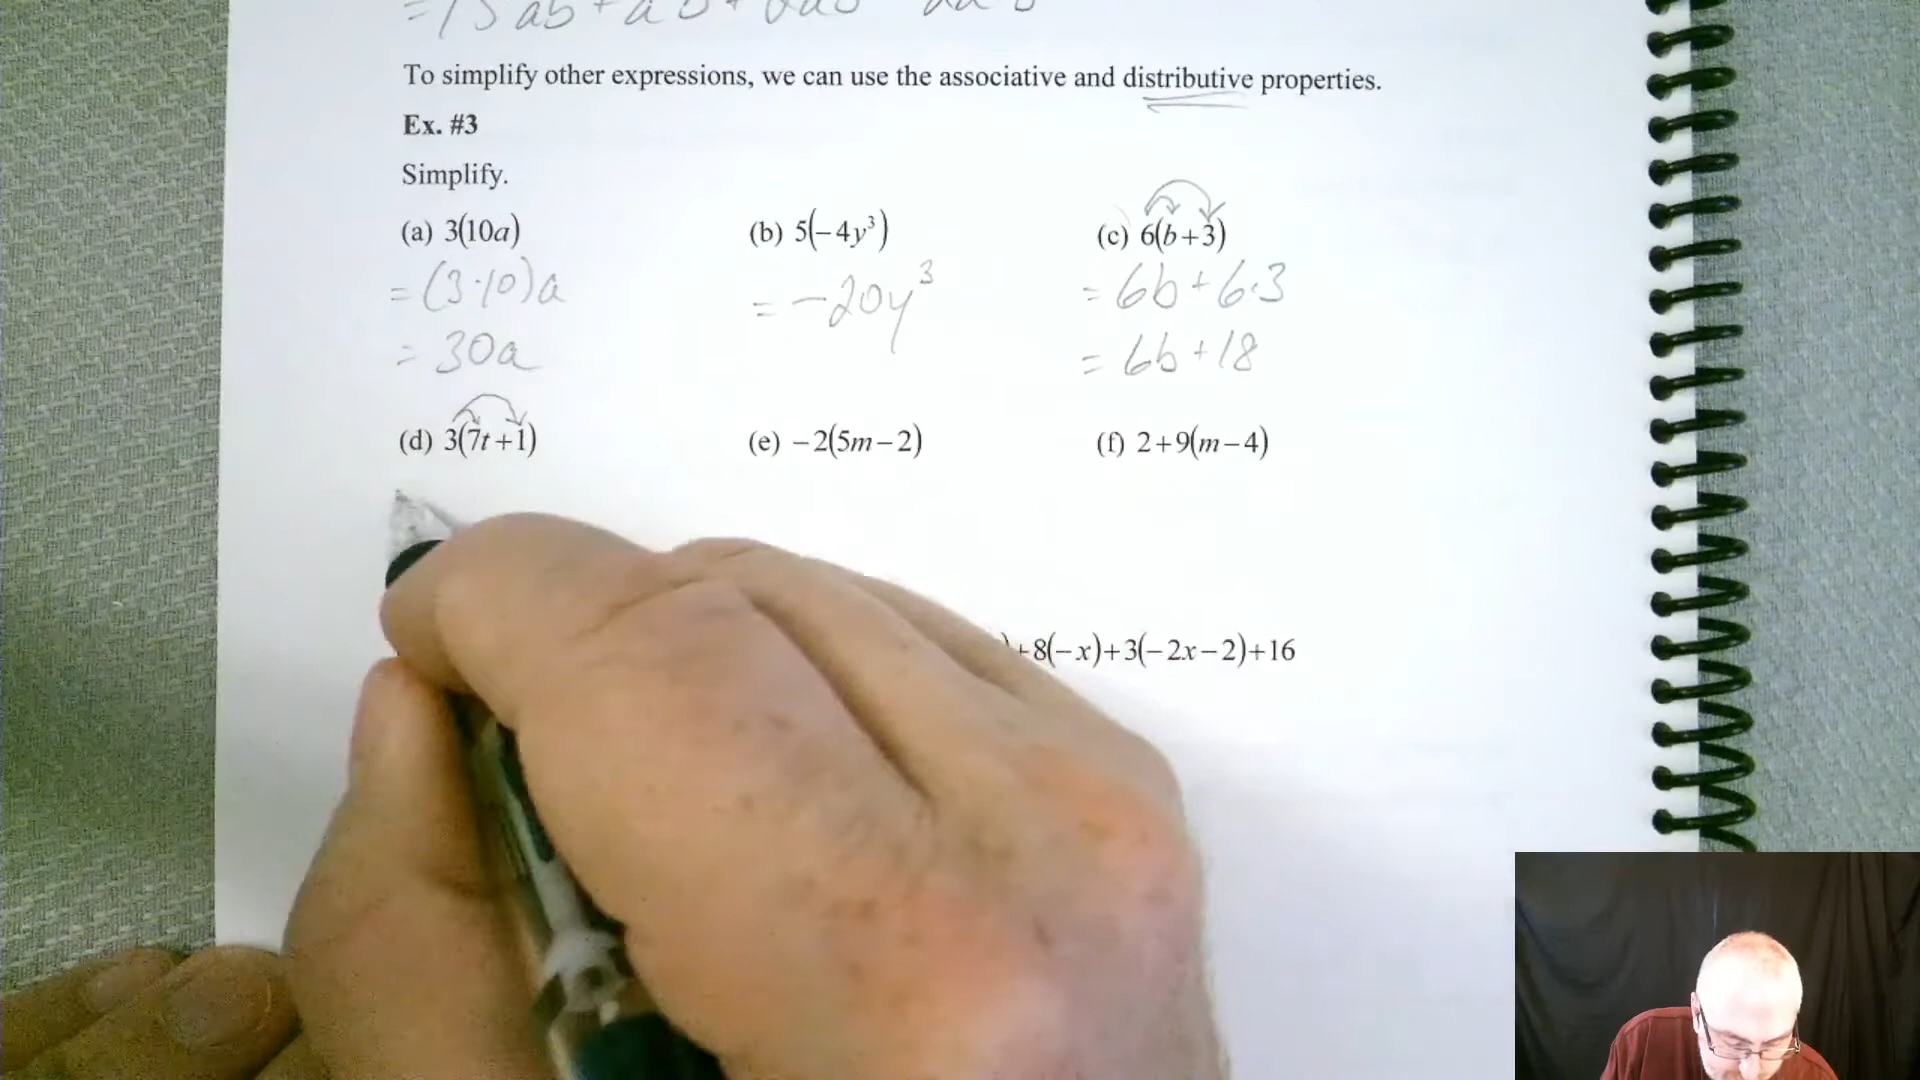 To simplify other expressions, we can use the associative and distributive properties.
Ex. #3
Simplify.
(a) 3(10a) (b) 5(−4y³) (c) 6(b+3)
= (3·10)a = −20y³ = 6b + 6·3
= 30a = 6b + 18
(d) 3(7t+1) (e) −2(5m−2) (f) 2+9(m−4)
+8(−x)+3(−2x−2)+16